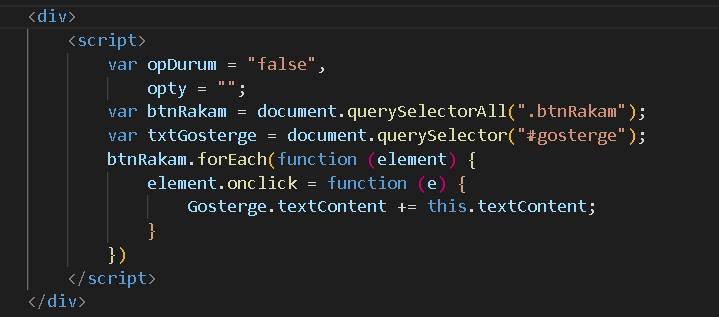 <div>
<script>
var opDurum = "false",
opty = "";
var btnRakam = document.querySelectorAll(".btnRakam");
var txtGosterge = document.querySelector("#gosterge");
btnRakam.forEach(function (element) {
element.onclick = function (e) {
Gosterge.textContent += this.textContent;
}
})
</script>
</div>